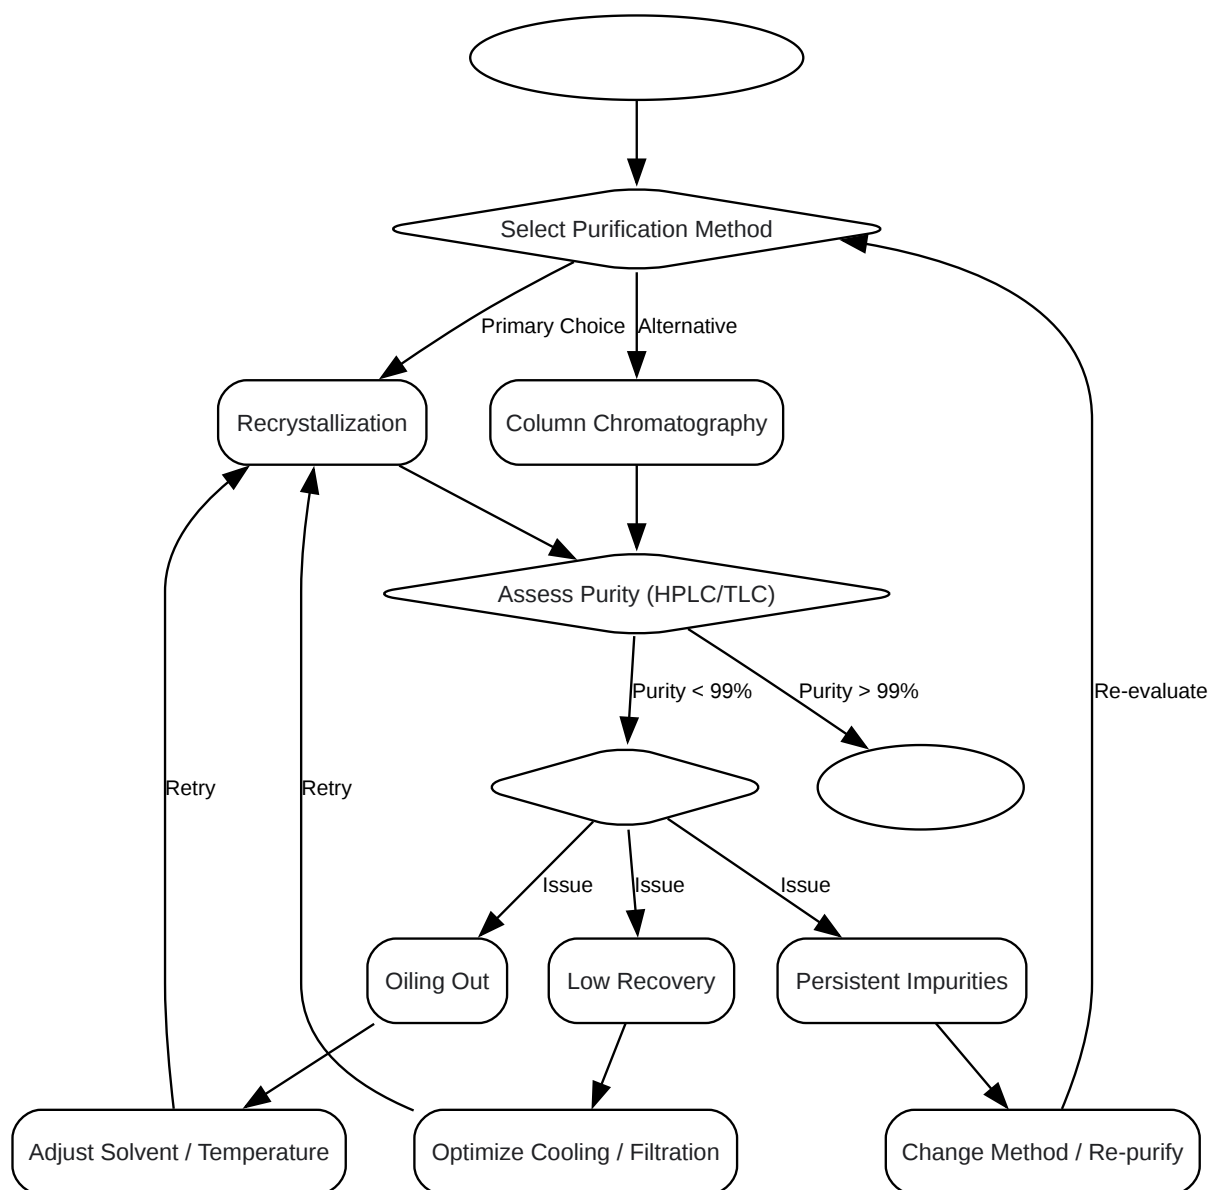 Select Purification Method
Primary Choice
Alternative
Recrystallization
Column Chromatography
Assess Purity (HPLC/TLC)
Purity < 99%
Purity > 99%
Re-evaluate
Retry
Retry
Issue
Issue
Issue
Oiling Out
Low Recovery
Persistent Impurities
Adjust Solvent / Temperature
Optimize Cooling / Filtration
Change Method / Re-purify